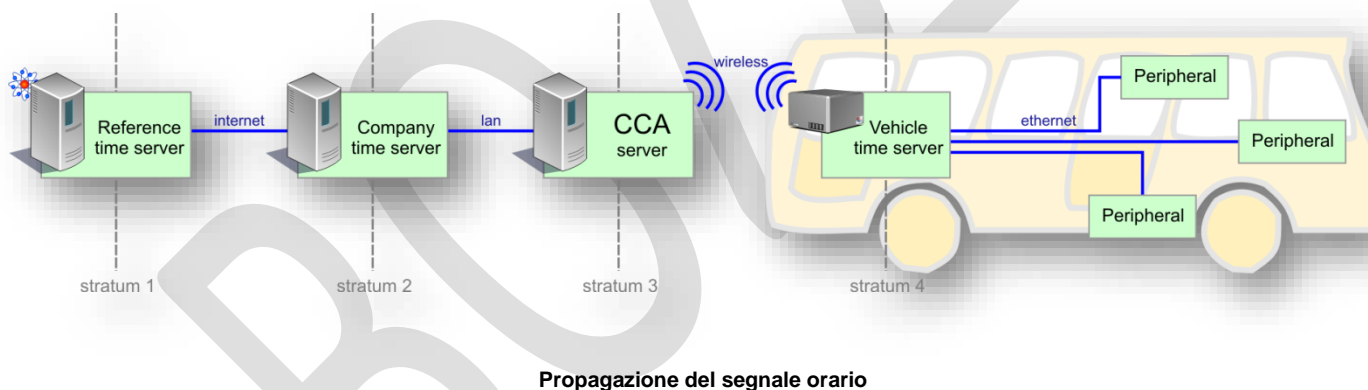 wireless
Reference
time server
internet
Company
time server
lan
CCA
server
Vehicle
time server
ethernet
Peripheral
Peripheral
Peripheral
stratum 1
stratum 2
stratum 3
stratum 4
Propagazione del segnale orario